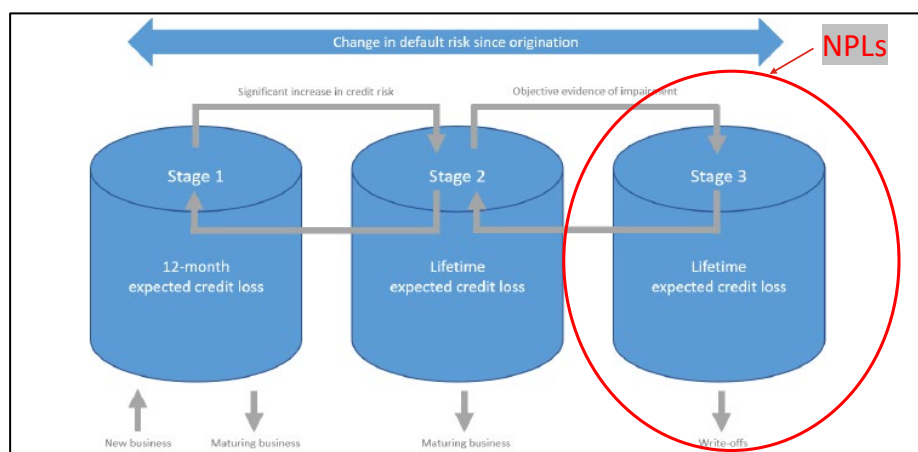 Change in default risk since origination
NPLs
Significant increase in credit risk
Objective evidence of impairment
Stage 1
Stage 2
Stage 3
12-month
expected credit loss
Lifetime
expected credit loss
Lifetime
expected credit loss
New business
Maturing business
Maturing business
Write-offs